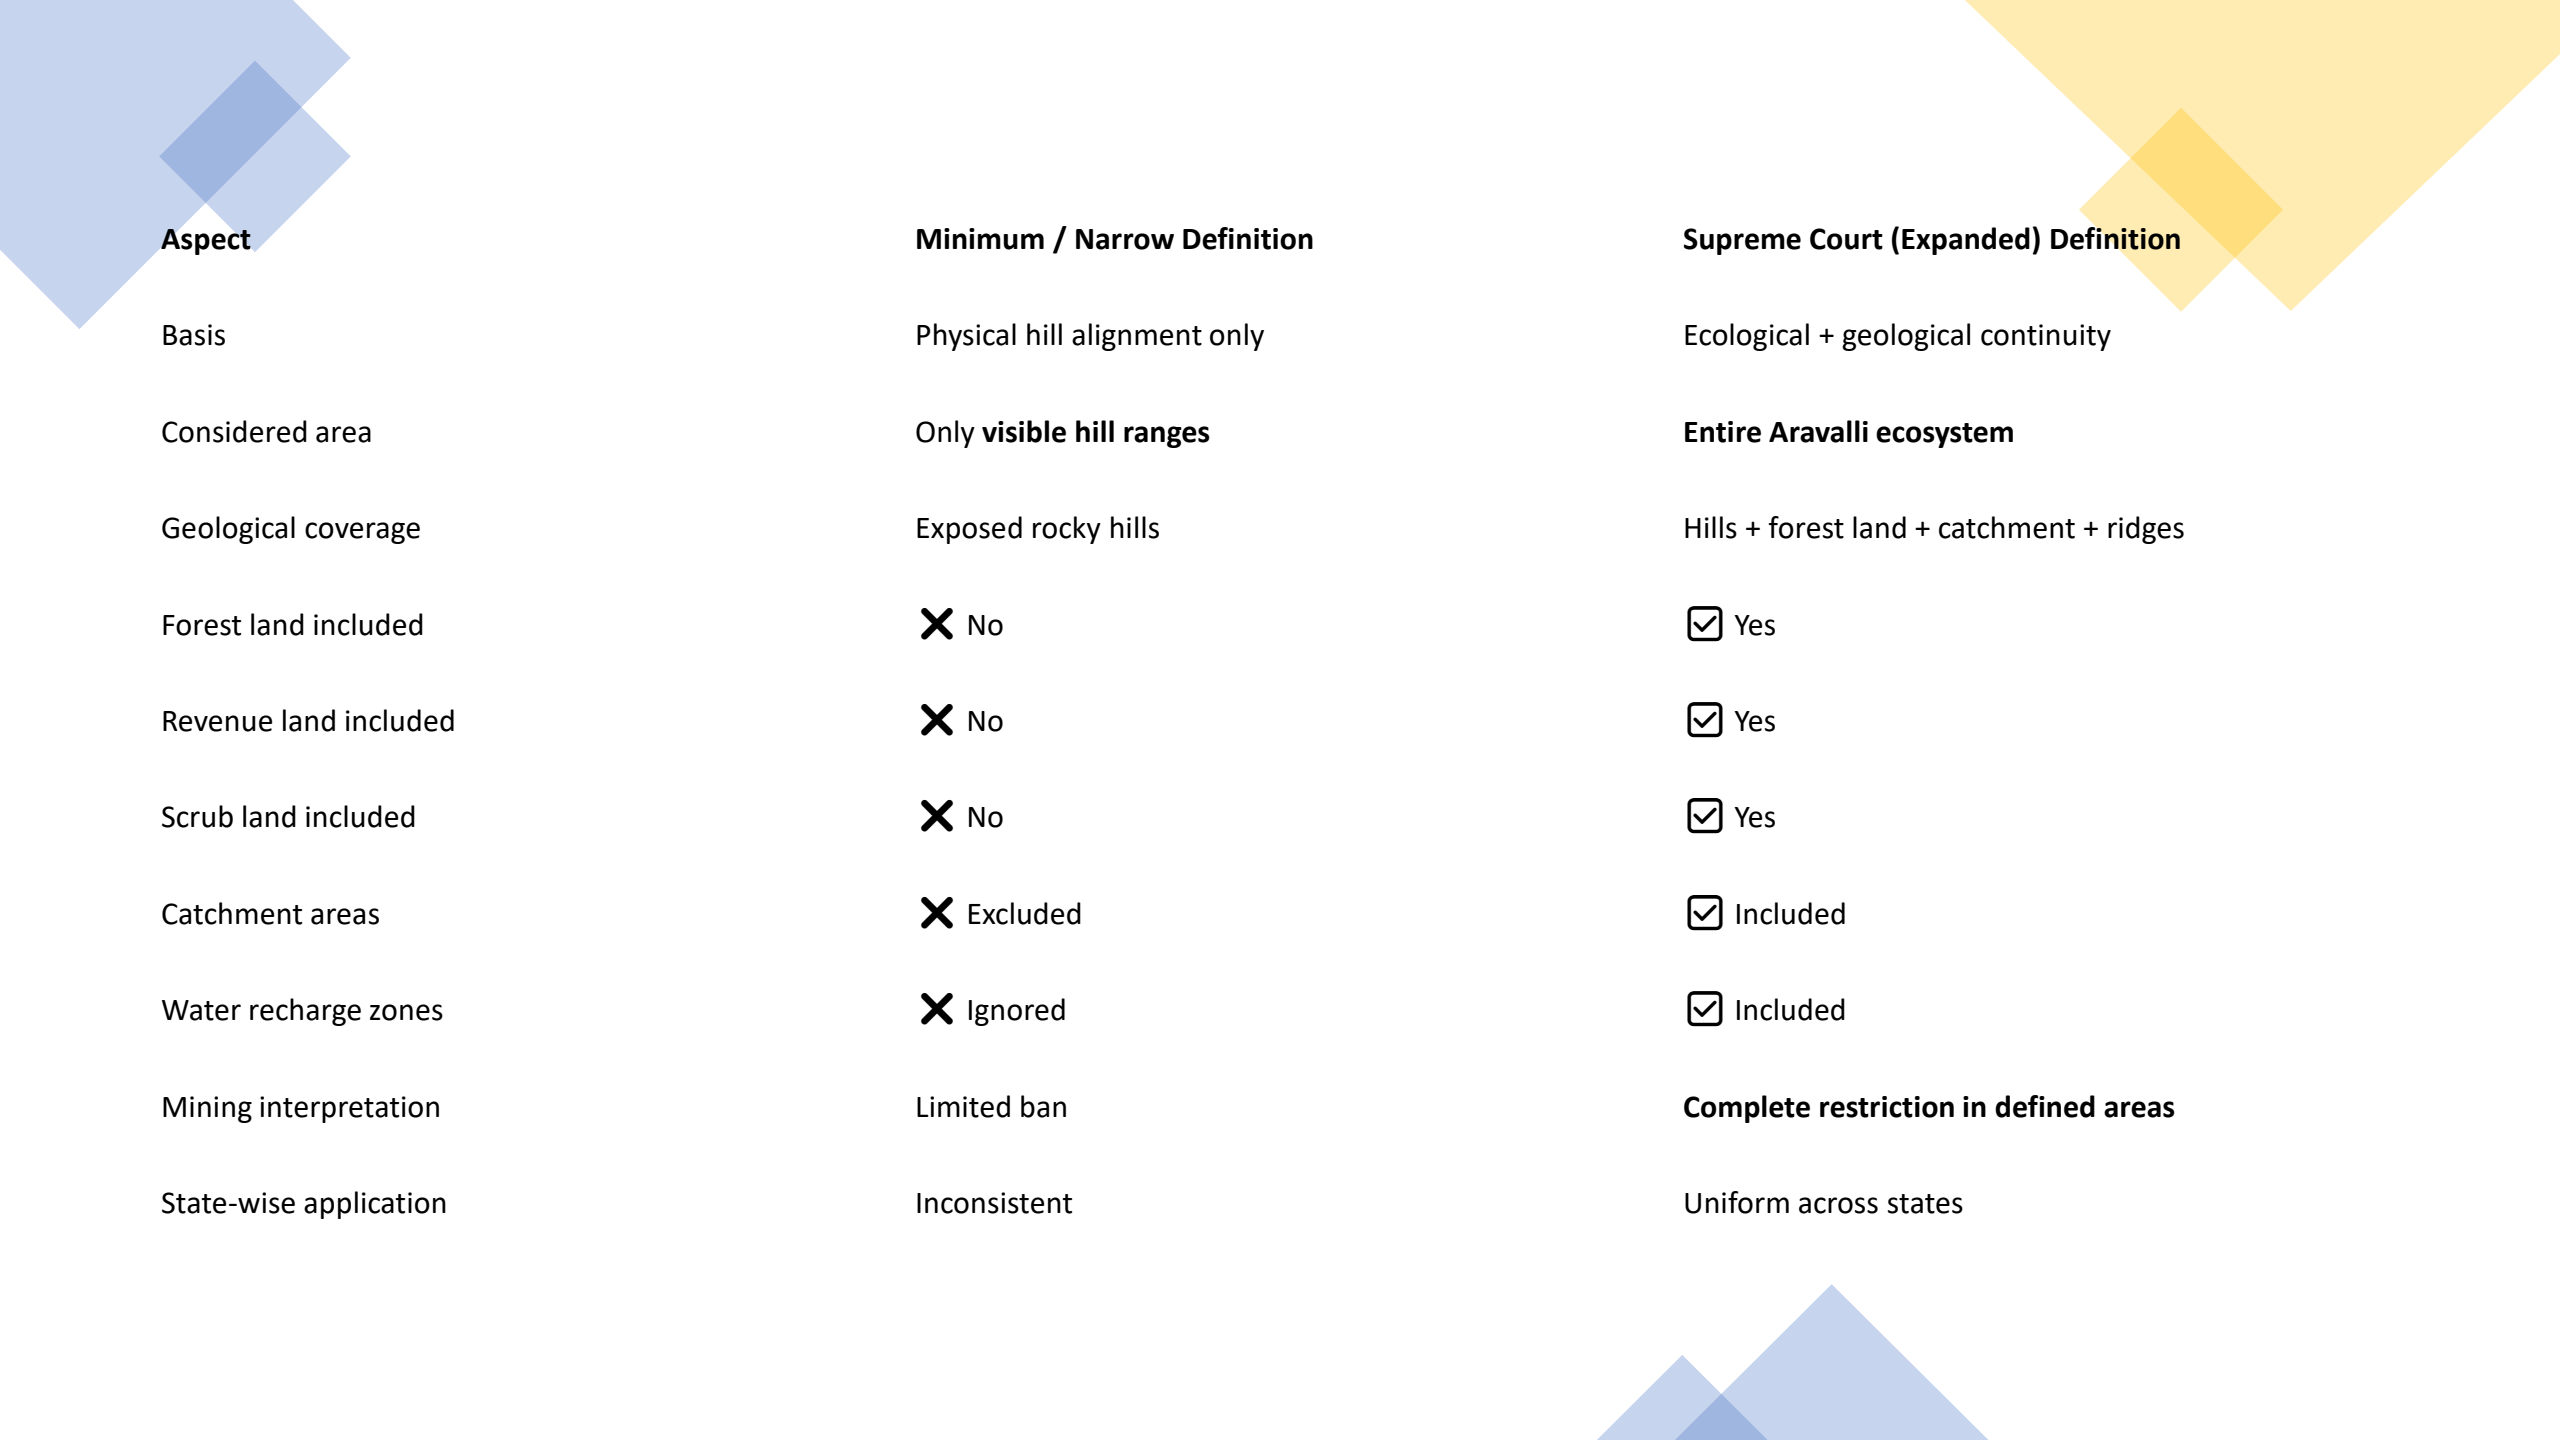 Aspect Minimum / Narrow Definition Supreme Court (Expanded) Definition
Basis Physical hill alignment only Ecological + geological continuity
Considered area Only visible hill ranges Entire Aravalli ecosystem
Geological coverage Exposed rocky hills Hills + forest land + catchment + ridges
Forest land included ❌ No ☑ Yes
Revenue land included ❌ No ☑ Yes
Scrub land included ❌ No ☑ Yes
Catchment areas ❌ Excluded ☑ Included
Water recharge zones ❌ Ignored ☑ Included
Mining interpretation Limited ban Complete restriction in defined areas
State-wise application Inconsistent Uniform across states